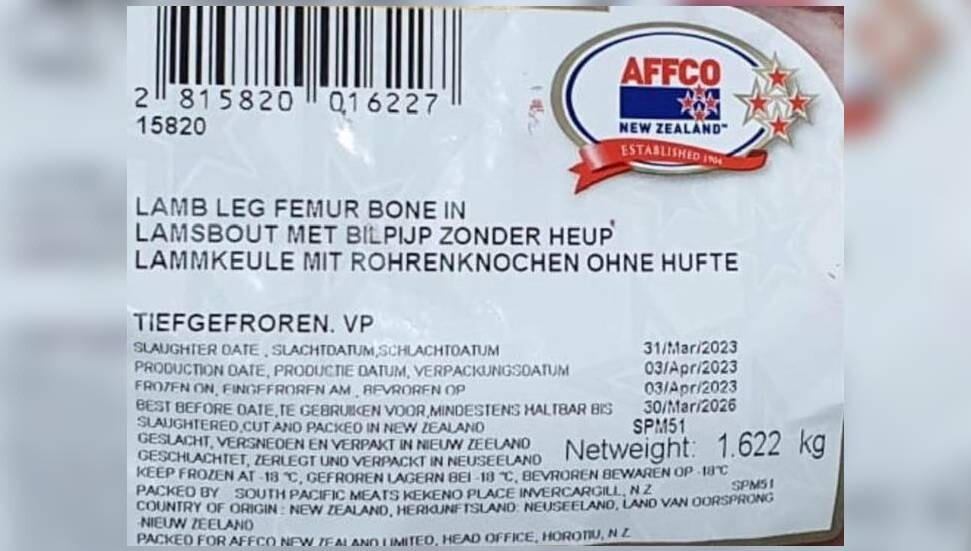 2 815820 016227
15820
AFFCO
NEW ZEALAND™
ESTABLISHED 1904
LAMB LEG FEMUR BONE IN
LAMSBOUT MET BILPIJP ZONDER HEUP
LAMMKEULE MIT ROHRENKNOCHEN OHNE HUFTE
TIEFGEFROREN. VP
SLAUGHTER DATE , SLACHTDATUM,SCHLACHTDATUM 31/Mar/2023
PRODUCTION DATE, PRODUCTIE DATUM, VERPACKUNGSDATUM 03/Apr/2023
FROZEN ON, EINGEFROREN AM , BEVROREN OP 03/Apr/2023
BEST BEFORE DATE,TE GEBRUIKEN VOOR,MINDESTENS HALTBAR BIS 30/Mar/2026
SLAUGHTERED,CUT AND PACKED IN NEW ZEALAND SPM51
GESLACHT, VERSNEDEN EN VERPAKT IN NIEUW ZEELAND
GESCHLACHTET, ZERLEGT UND VERPACKT IN NEUSEELAND Netweight: 1.622 kg
KEEP FROZEN AT -18 °C, GEFROREN LAGERN BEI -18 °C, BEVROREN BEWAREN OP -18°C
PACKED BY SOUTH PACIFIC MEATS KEKENO PLACE INVERCARGILL, N.Z SPM51
COUNTRY OF ORIGIN : NEW ZEALAND, HERKUNFTSLAND: NEUSEELAND, LAND VAN OORSPRONG
NIEUW ZEELAND
PACKED FOR AFFCO NEW ZEALAND LIMITED, HEAD OFFICE, HOROTIU, N.Z